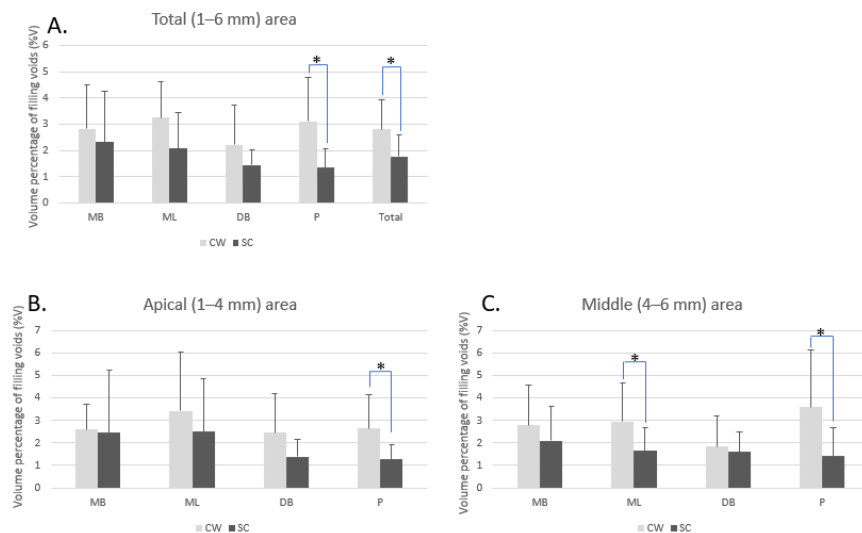 A.
Total (1–6 mm) area
Volume percentage of filling voids (%V)
6
5
4
3
2
1
0
*
*
MB ML DB P Total
CW SC
B.
Apical (1–4 mm) area
Volume percentage of filling voids (%V)
7
6
5
4
3
2
1
0
*
MB ML DB P
CW SC
C.
Middle (4–6 mm) area
Volume percentage of filling voids (%V)
7
6
5
4
3
2
1
0
*
*
MB ML DB P
CW SC